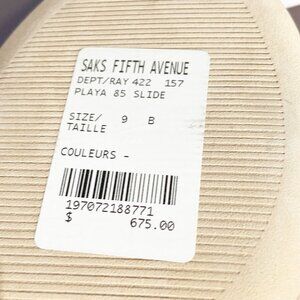 SAKS FIFTH AVENUE
DEPT/RAY 422 157
PLAYA 85 SLIDE
SIZE/ 9 B
TAILLE
COULEURS -
197072188771
$ 675.00